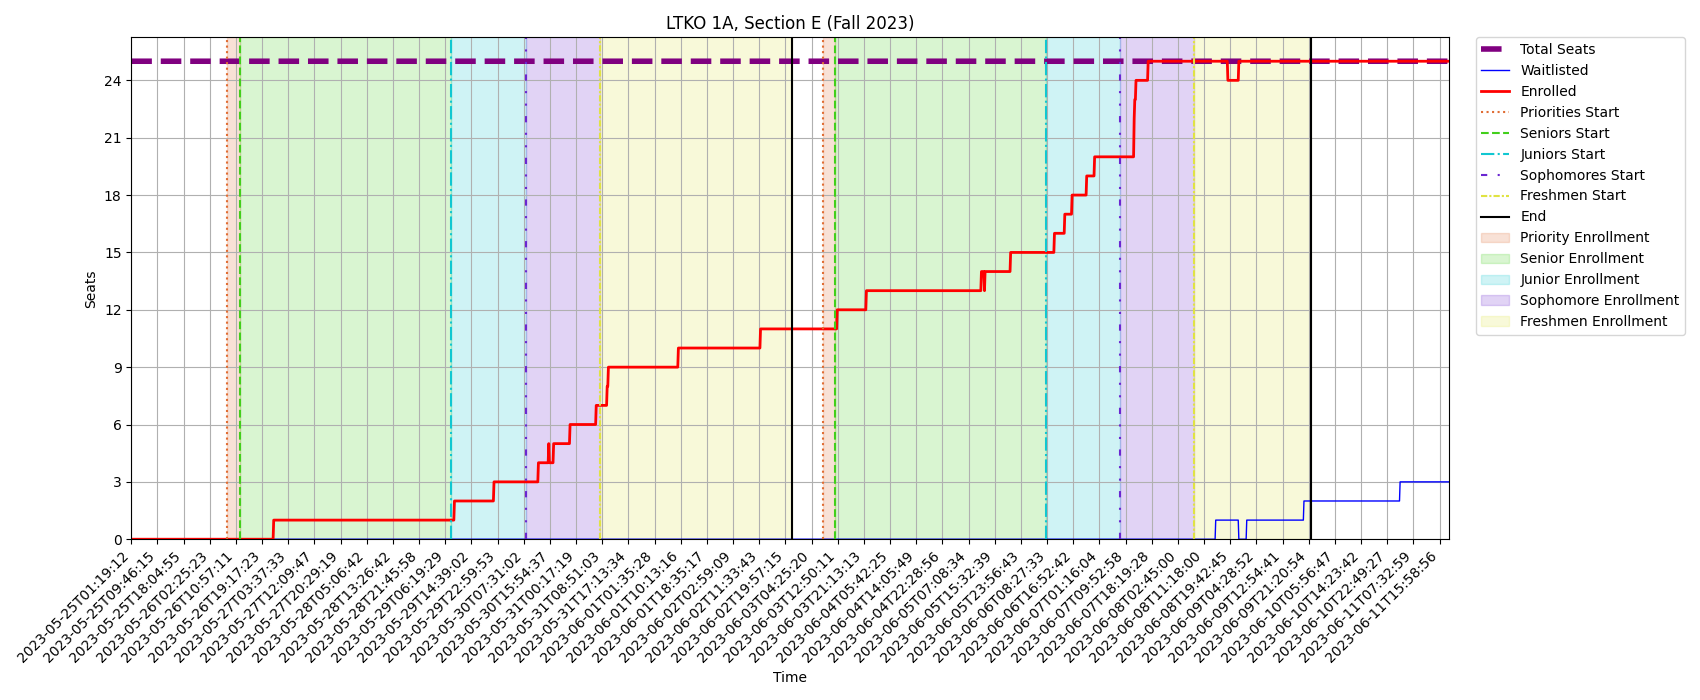 LTKO 1A, Section E (Fall 2023)
Seats
24
21
18
15
12
9
6
3
0
2023-05-25T01:19:12
2023-05-25T09:46:15
2023-05-25T18:04:55
2023-05-26T02:25:23
2023-05-26T10:57:11
2023-05-26T19:17:23
2023-05-27T03:37:33
2023-05-27T12:09:47
2023-05-27T20:29:19
2023-05-28T05:06:42
2023-05-28T13:26:42
2023-05-28T21:45:58
2023-05-29T06:19:29
2023-05-29T14:39:02
2023-05-29T22:59:53
2023-05-30T07:31:02
2023-05-30T15:54:37
2023-05-31T00:17:19
2023-05-31T08:51:03
2023-05-31T17:13:34
2023-06-01T01:35:28
2023-06-01T10:13:16
2023-06-01T18:35:17
2023-06-02T02:59:09
2023-06-02T11:33:43
2023-06-02T19:57:15
2023-06-03T04:25:20
2023-06-03T12:50:11
2023-06-03T21:13:13
2023-06-04T05:42:25
2023-06-04T14:05:49
2023-06-04T22:28:56
2023-06-05T07:08:34
2023-06-05T15:32:39
2023-06-05T23:56:43
2023-06-06T08:27:33
2023-06-06T16:52:42
2023-06-07T01:16:04
2023-06-07T09:52:58
2023-06-07T18:19:28
2023-06-08T02:45:00
2023-06-08T11:18:00
2023-06-08T19:42:45
2023-06-09T04:28:52
2023-06-09T12:54:41
2023-06-09T21:20:54
2023-06-10T05:56:47
2023-06-10T14:23:42
2023-06-10T22:49:27
2023-06-11T07:32:59
2023-06-11T15:58:56
Time
Total Seats
Waitlisted
Enrolled
Priorities Start
Seniors Start
Juniors Start
Sophomores Start
Freshmen Start
End
Priority Enrollment
Senior Enrollment
Junior Enrollment
Sophomore Enrollment
Freshmen Enrollment